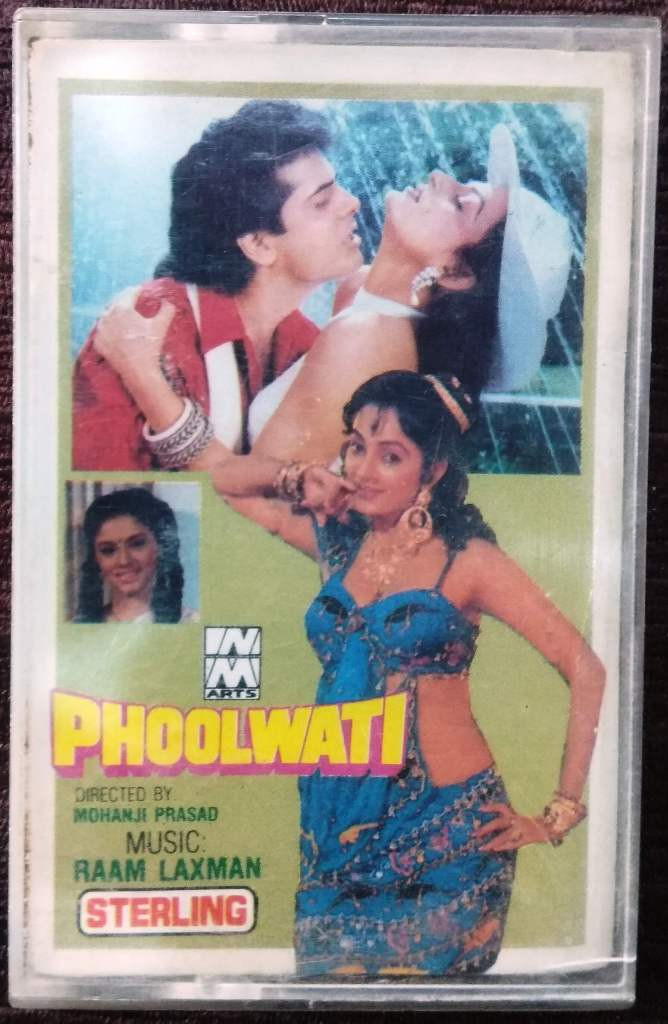 NM
ARTS
PHOOLWATI
DIRECTED BY
MOHANJI PRASAD
MUSIC:
RAAM LAXMAN
STERLING